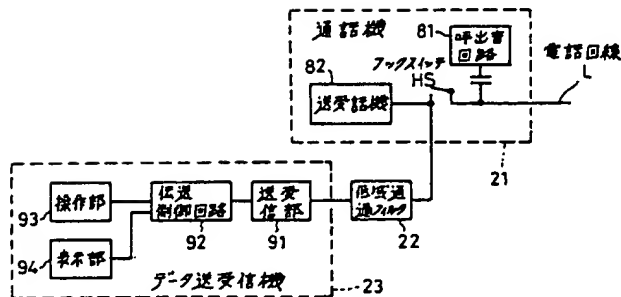 通話機
81
呼出音
回路
電話回線
L
82
フックスイッチ
HS
送受話機
21
93
操作部
伝送
制御回路
送受
信部
低域通
過フィルタ
92
91
22
94
表示部
データ送受信機
23